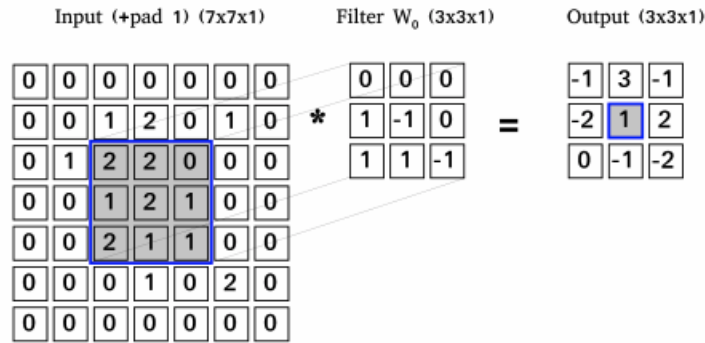 Input (+pad 1) (7x7x1) Filter W0 (3x3x1) Output (3x3x1)
0 0 0 0 0 0 0 0 0 0 -1 3 -1
0 0 1 2 0 1 0 * 1 -1 0 = -2 1 2
0 1 2 2 0 0 0 1 1 -1 0 -1 -2
0 0 1 2 1 0 0
0 0 2 1 1 0 0
0 0 0 1 0 2 0
0 0 0 0 0 0 0